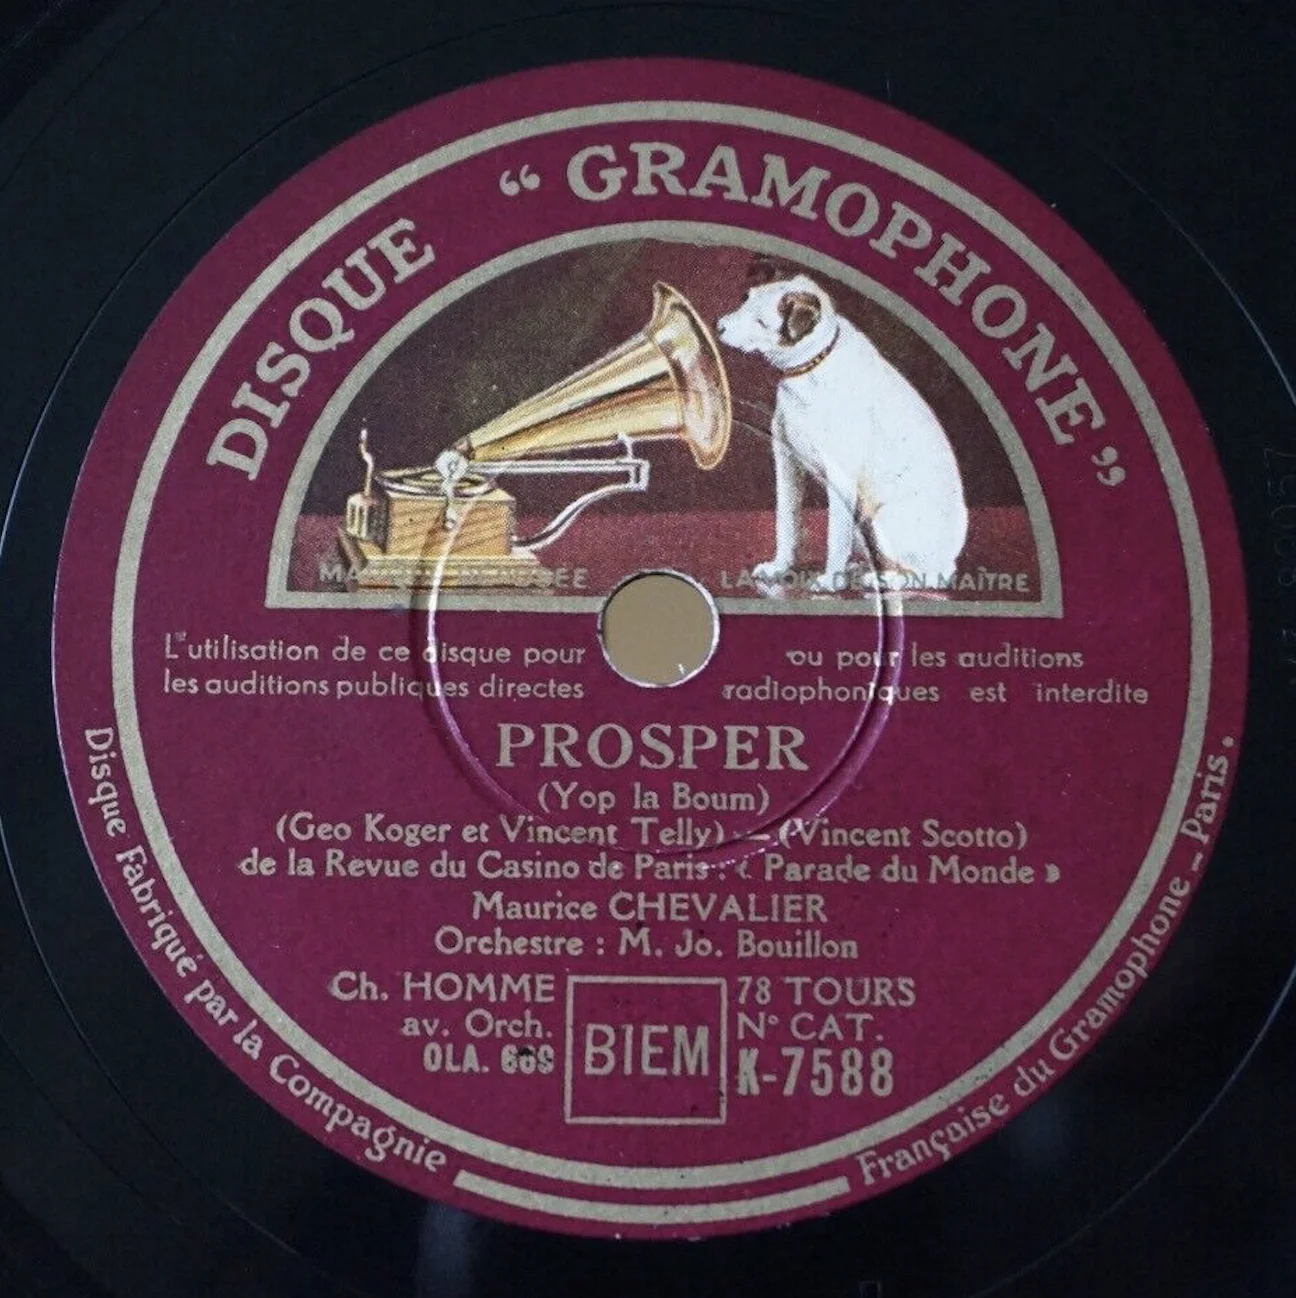 DISQUE “GRAMOPHONE”
LA VOIX DE SON MAÎTRE
L'utilisation de ce disque pour ou pour les auditions
les auditions publiques directes radiophoniques est interdite
PROSPER
(Yop la Boum)
(Geo Koger et Vincent Telly) — (Vincent Scotto)
de la Revue du Casino de Paris : « Parade du Monde »
Maurice CHEVALIER
Orchestre : M. Jo. Bouillon
Ch. HOMME
av. Orch.
OLA.
BIEM
78 TOURS
N° CAT.
K-7588
Disque Fabriqué par la Compagnie Française du Gramophone - Paris.